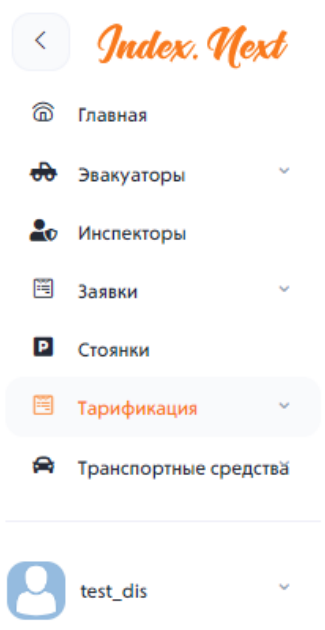 Index. Next
Главная
Эвакуаторы
Инспекторы
Заявки
P
Стоянки
Тарификация
Транспортные средства
test_dis